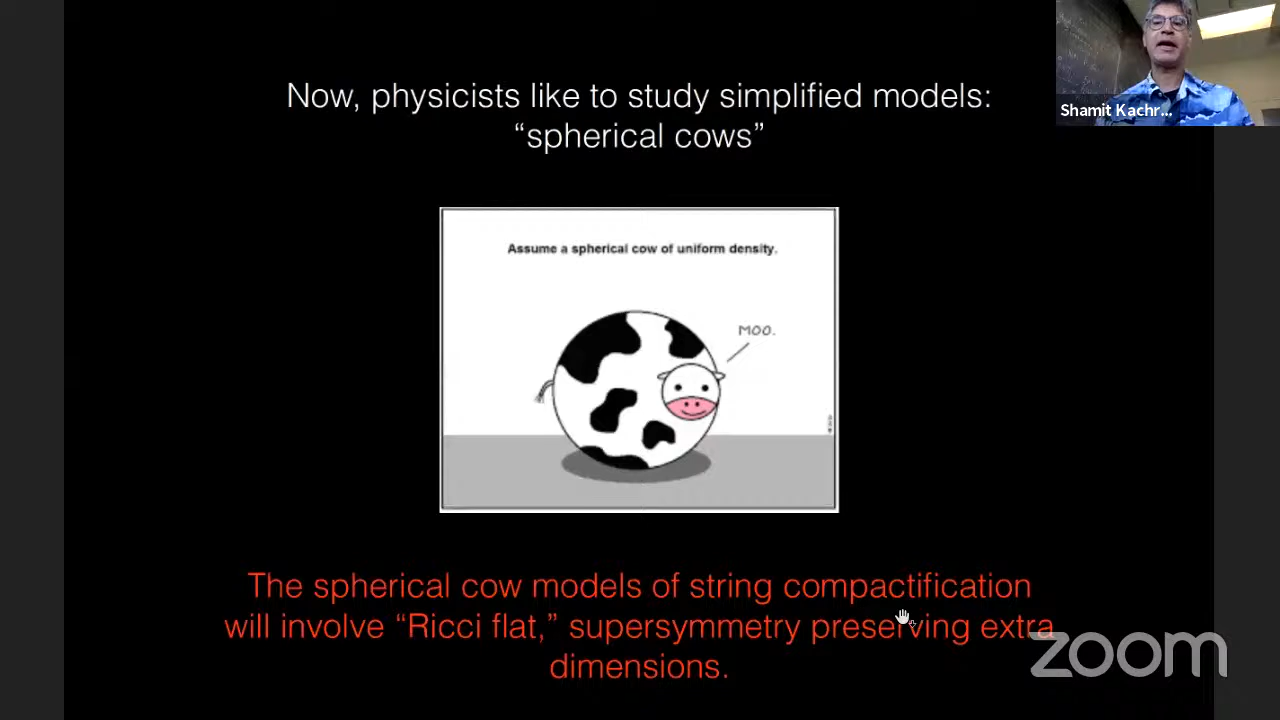 Now, physicists like to study simplified models:
“spherical cows”
Shamit Kachr...
Assume a spherical cow of uniform density.
MOO.
The spherical cow models of string compactification
will involve “Ricci flat,” supersymmetry preserving extra
dimensions.
zoom